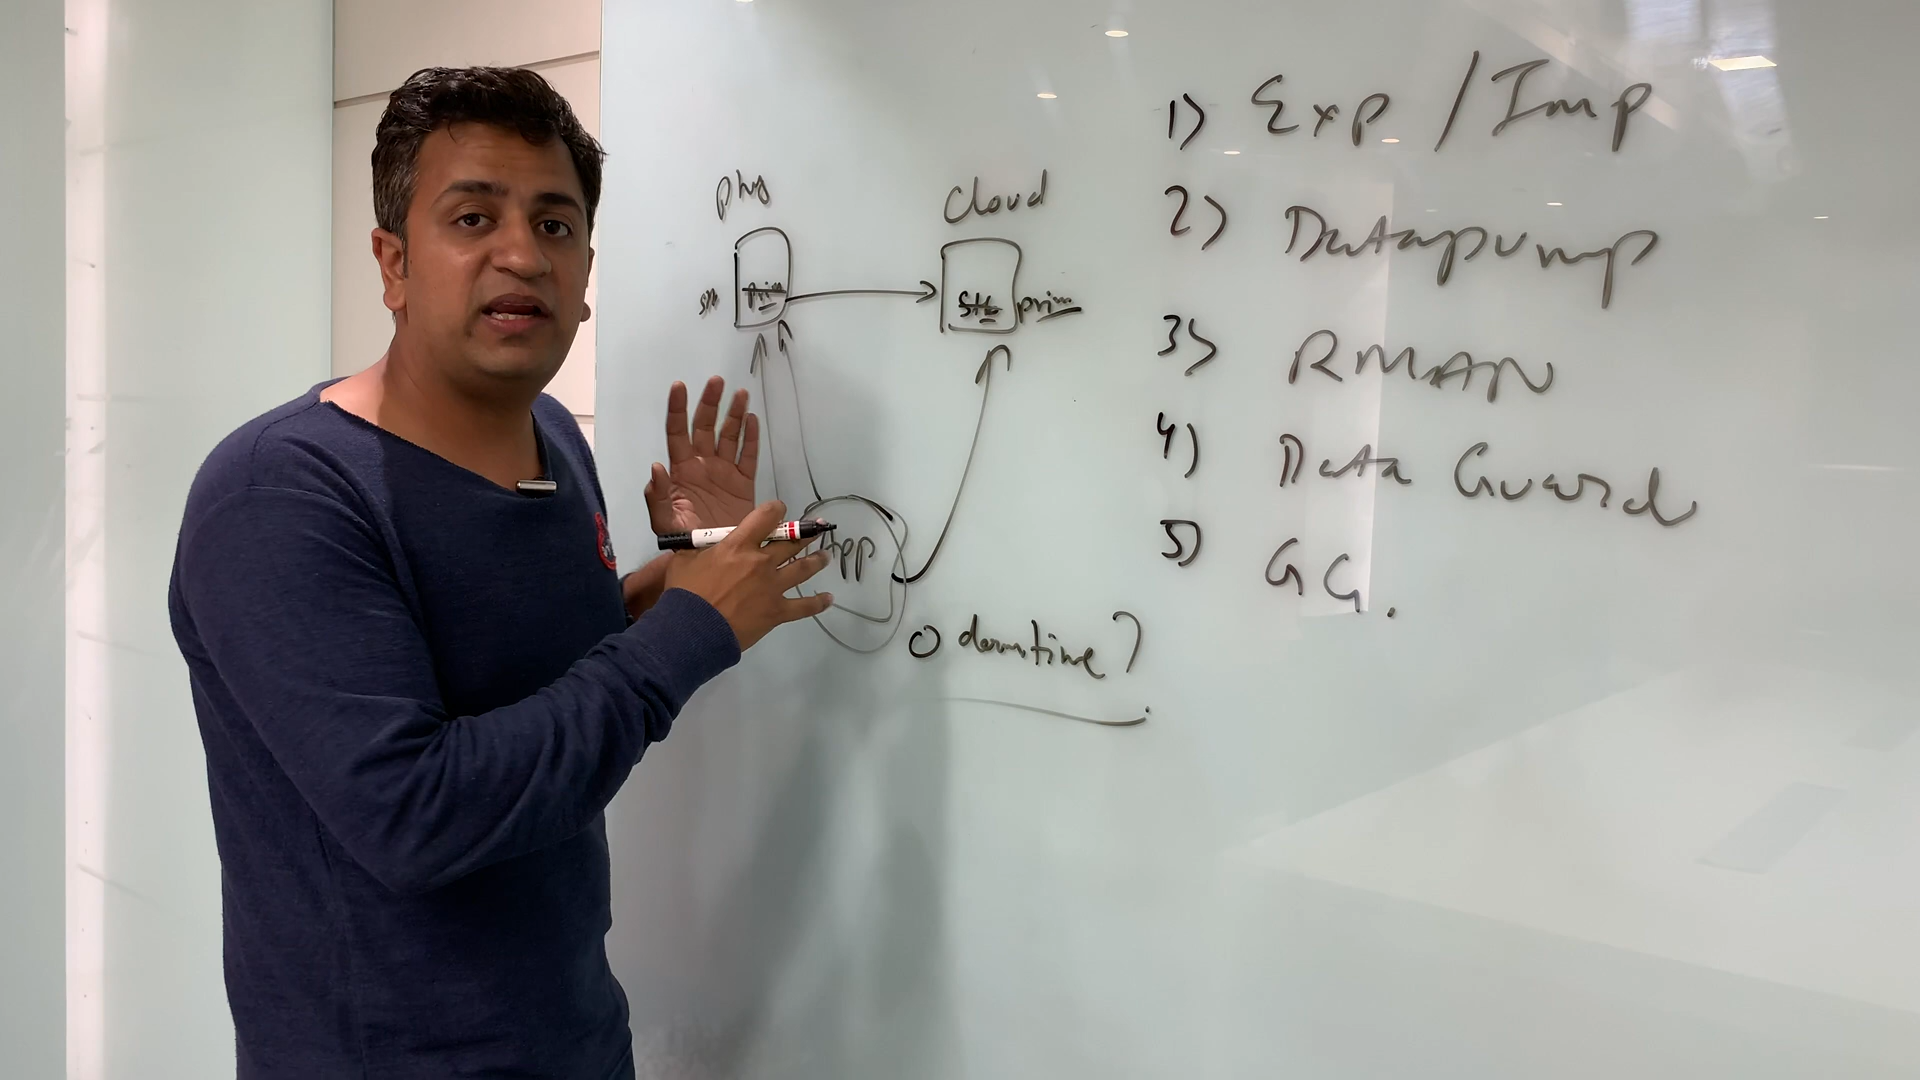 1) Exp / Imp
2) Datapump
3) RMAN
4) Data Guard
5) GG.
phy
cloud
prim
stb prim
App
0 downtime?